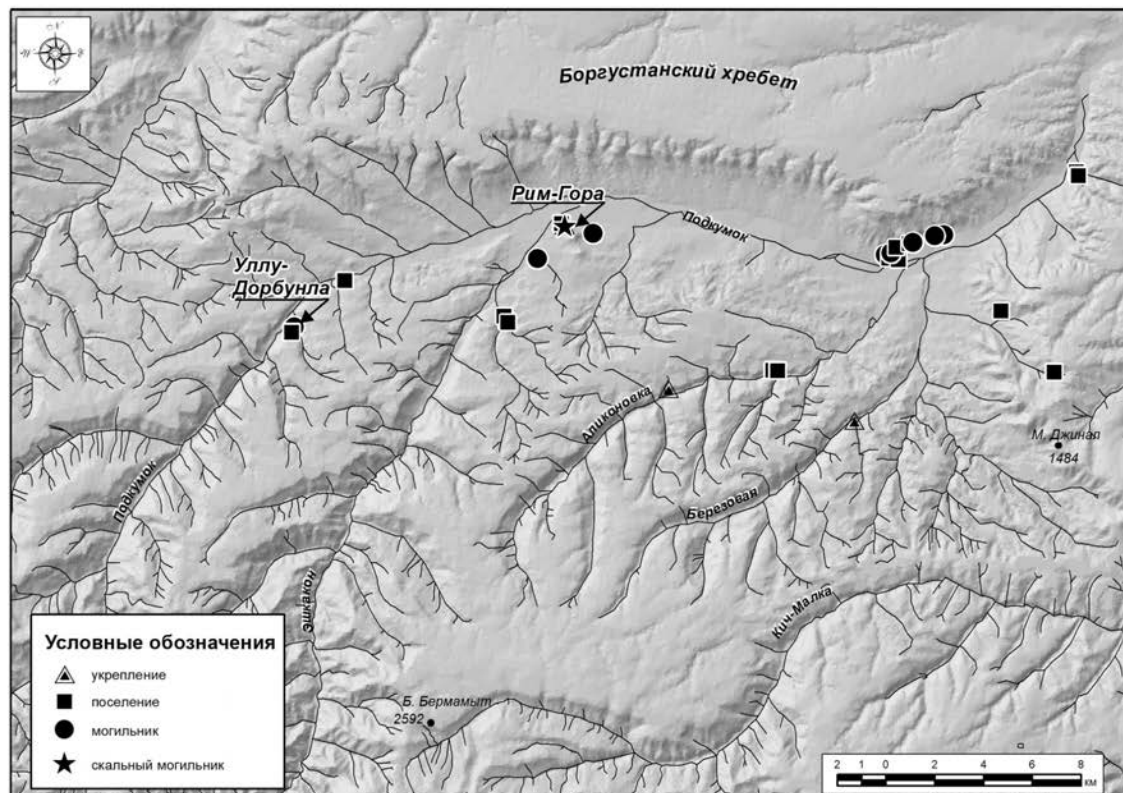 Боргустанский хребет
Рим-Гора
Подкумок
Уллу-
Дорбунла
Аликоновка
М. Джинал
1484
Подкумок
Березовая
Эшкакон
Кич-Малка
Б. Бермамыт
2592
Условные обозначения
укрепление
поселение
могильник
скальный могильник
2 1 0 2 4 6 8
км